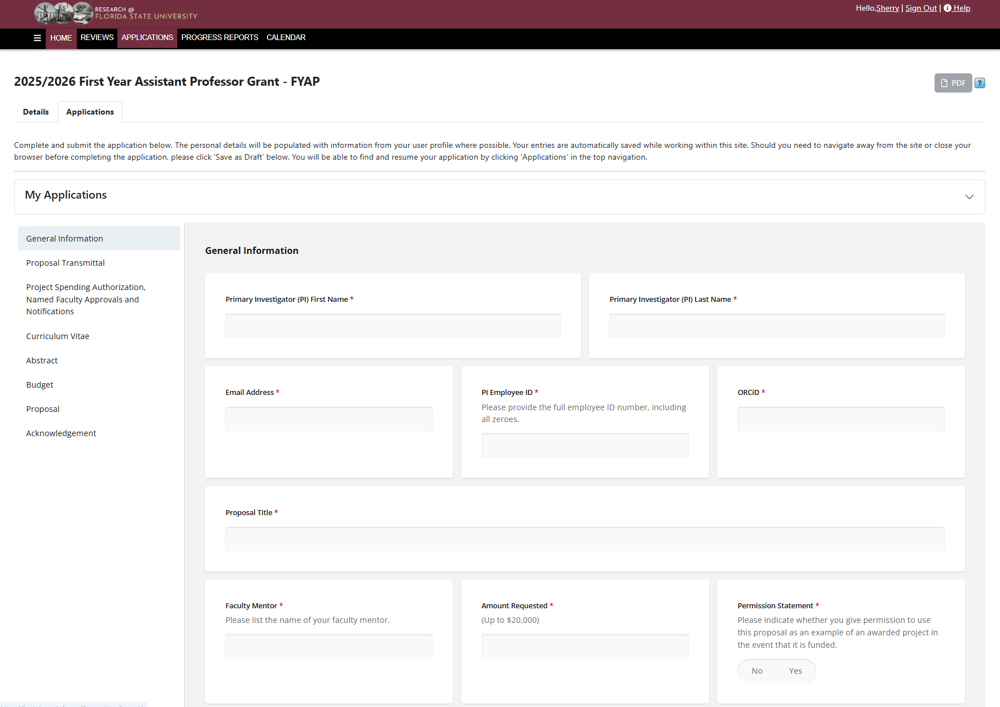 RESEARCH @
FLORIDA STATE UNIVERSITY
Hello,Sherry | Sign Out | Help
HOME REVIEWS APPLICATIONS PROGRESS REPORTS CALENDAR
2025/2026 First Year Assistant Professor Grant - FYAP
PDF ?
Details Applications
Complete and submit the application below. The personal details will be populated with information from your user profile where possible. Your entries are automatically saved while working within this site. Should you need to navigate away from the site or close your
browser before completing the application, please click ‘Save as Draft’ below. You will be able to find and resume your application by clicking ‘Applications’ in the top navigation.
My Applications
General Information
Proposal Transmittal
Project Spending Authorization,
Named Faculty Approvals and
Notifications
Curriculum Vitae
Abstract
Budget
Proposal
Acknowledgement
General Information
Primary Investigator (PI) First Name *
Primary Investigator (PI) Last Name *
Email Address *
PI Employee ID *
Please provide the full employee ID number, including
all zeroes.
ORCiD *
Proposal Title *
Faculty Mentor *
Please list the name of your faculty mentor.
Amount Requested *
(Up to $20,000)
Permission Statement *
Please indicate whether you give permission to use
this proposal as an example of an awarded project in
the event that it is funded.
No Yes